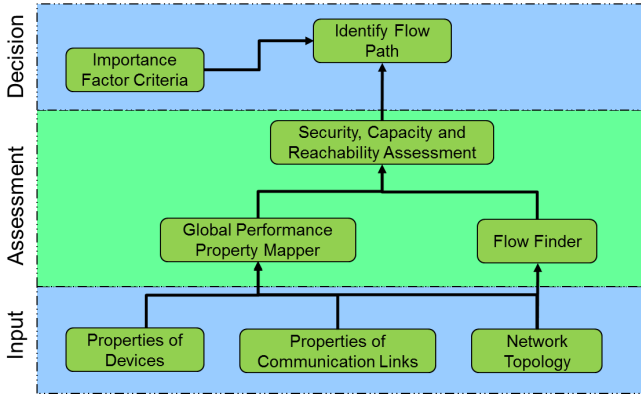 Decision
Identify Flow
Path
Importance
Factor Criteria
Assessment
Security, Capacity and
Reachability Assessment
Global Performance
Property Mapper
Flow Finder
Input
Properties of
Devices
Properties of
Communication Links
Network
Topology